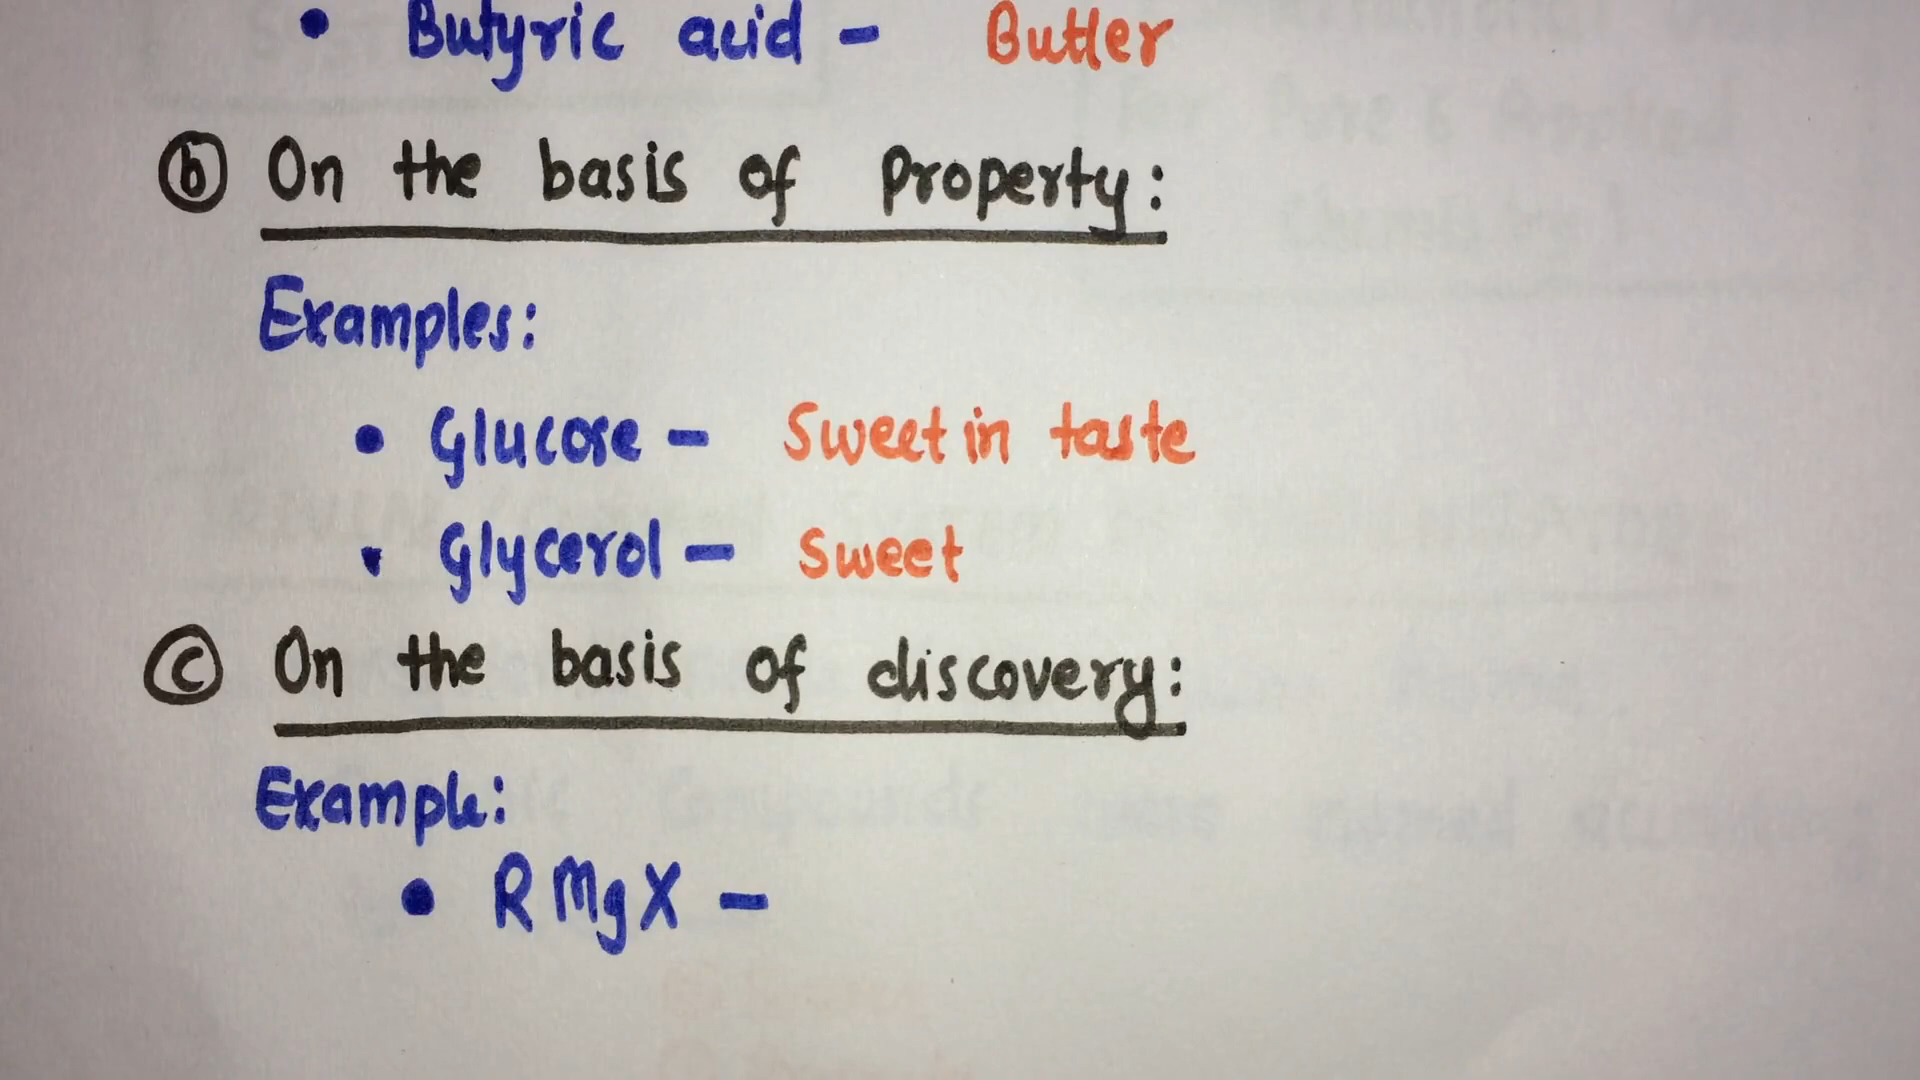 • Butyric acid - Butter
ⓑ On the basis of Property:
Examples:
• Glucose - Sweet in taste
• Glycerol - Sweet
ⓒ On the basis of discovery:
Example:
• RMgX -